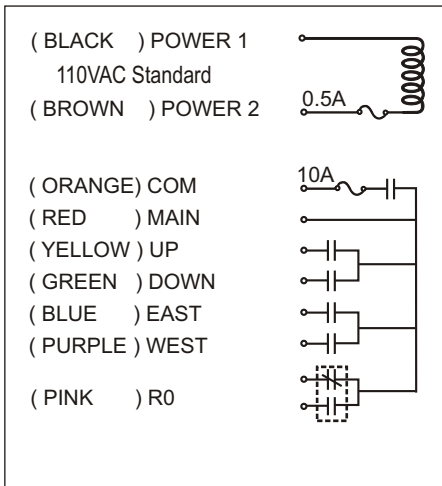 ( BLACK ) POWER 1
110VAC Standard
( BROWN ) POWER 2 0.5A
( ORANGE) COM 10A
( RED ) MAIN
( YELLOW ) UP
( GREEN ) DOWN
( BLUE ) EAST
( PURPLE ) WEST
( PINK ) R0